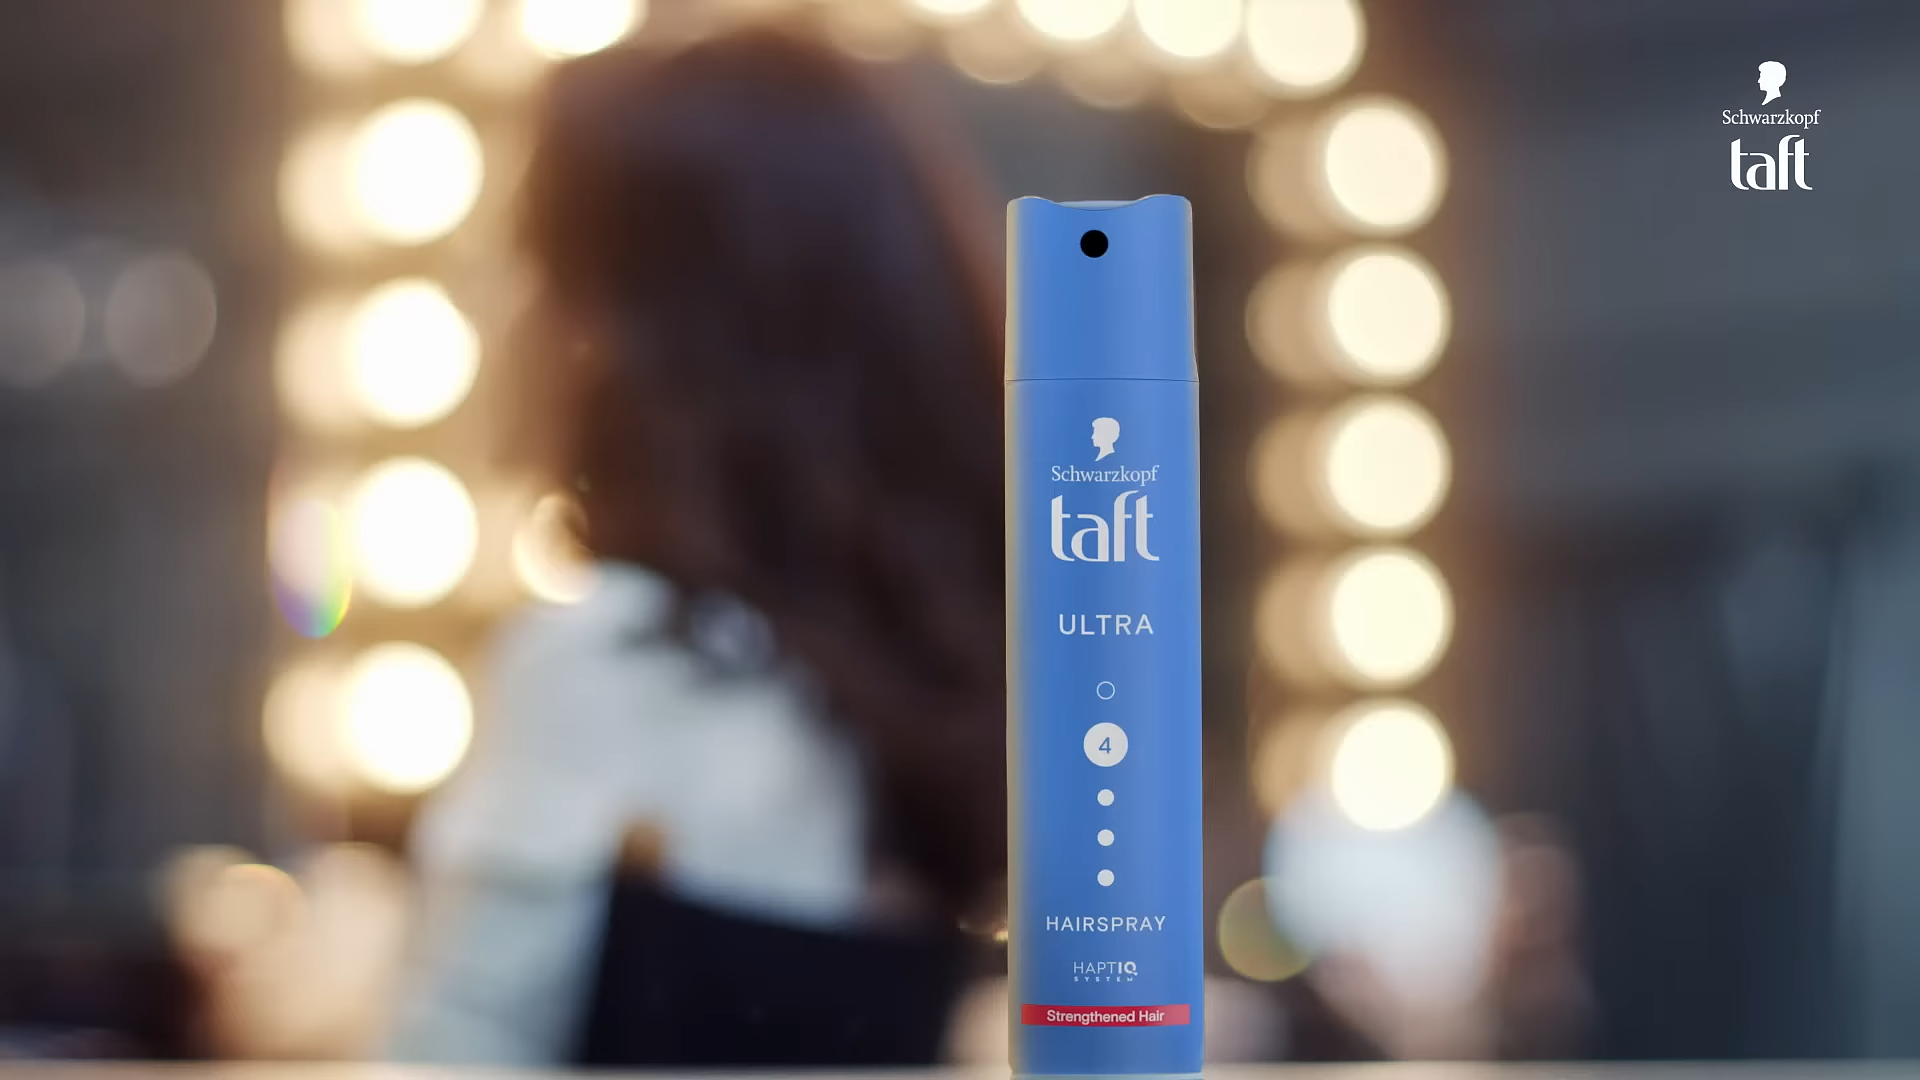 Schwarzkopf
taft
Schwarzkopf
taft
ULTRA
4
HAIRSPRAY
HAPTIQ
SYSTEM
Strengthened Hair